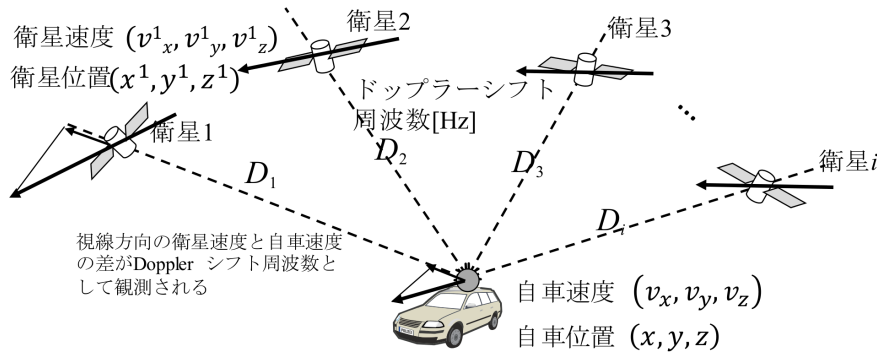 衛星速度 (v¹ₓ, v¹ᵧ, v¹_z)
衛星位置(x¹, y¹, z¹)
衛星1
衛星2
衛星3
衛星i
ドップラーシフト
周波数[Hz]
D₁
D₂
D₃
Dᵢ
…
視線方向の衛星速度と自車速度
の差がDoppler シフト周波数と
して観測される
自車速度 (vₓ, vᵧ, v_z)
自車位置 (x, y, z)